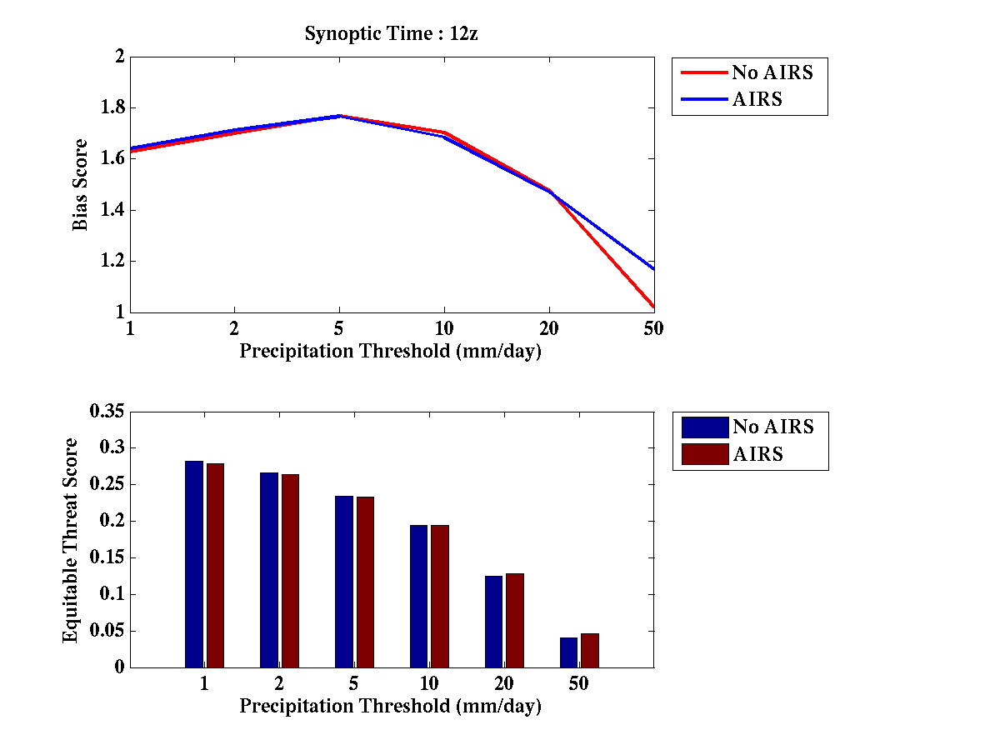 Synoptic Time : 12z
2
1.8
1.6
1.4
1.2
1
Bias Score
1 2 5 10 20 50
Precipitation Threshold (mm/day)
No AIRS
AIRS
0.35
0.3
0.25
0.2
0.15
0.1
0.05
0
Equitable Threat Score
1 2 5 10 20 50
Precipitation Threshold (mm/day)
No AIRS
AIRS